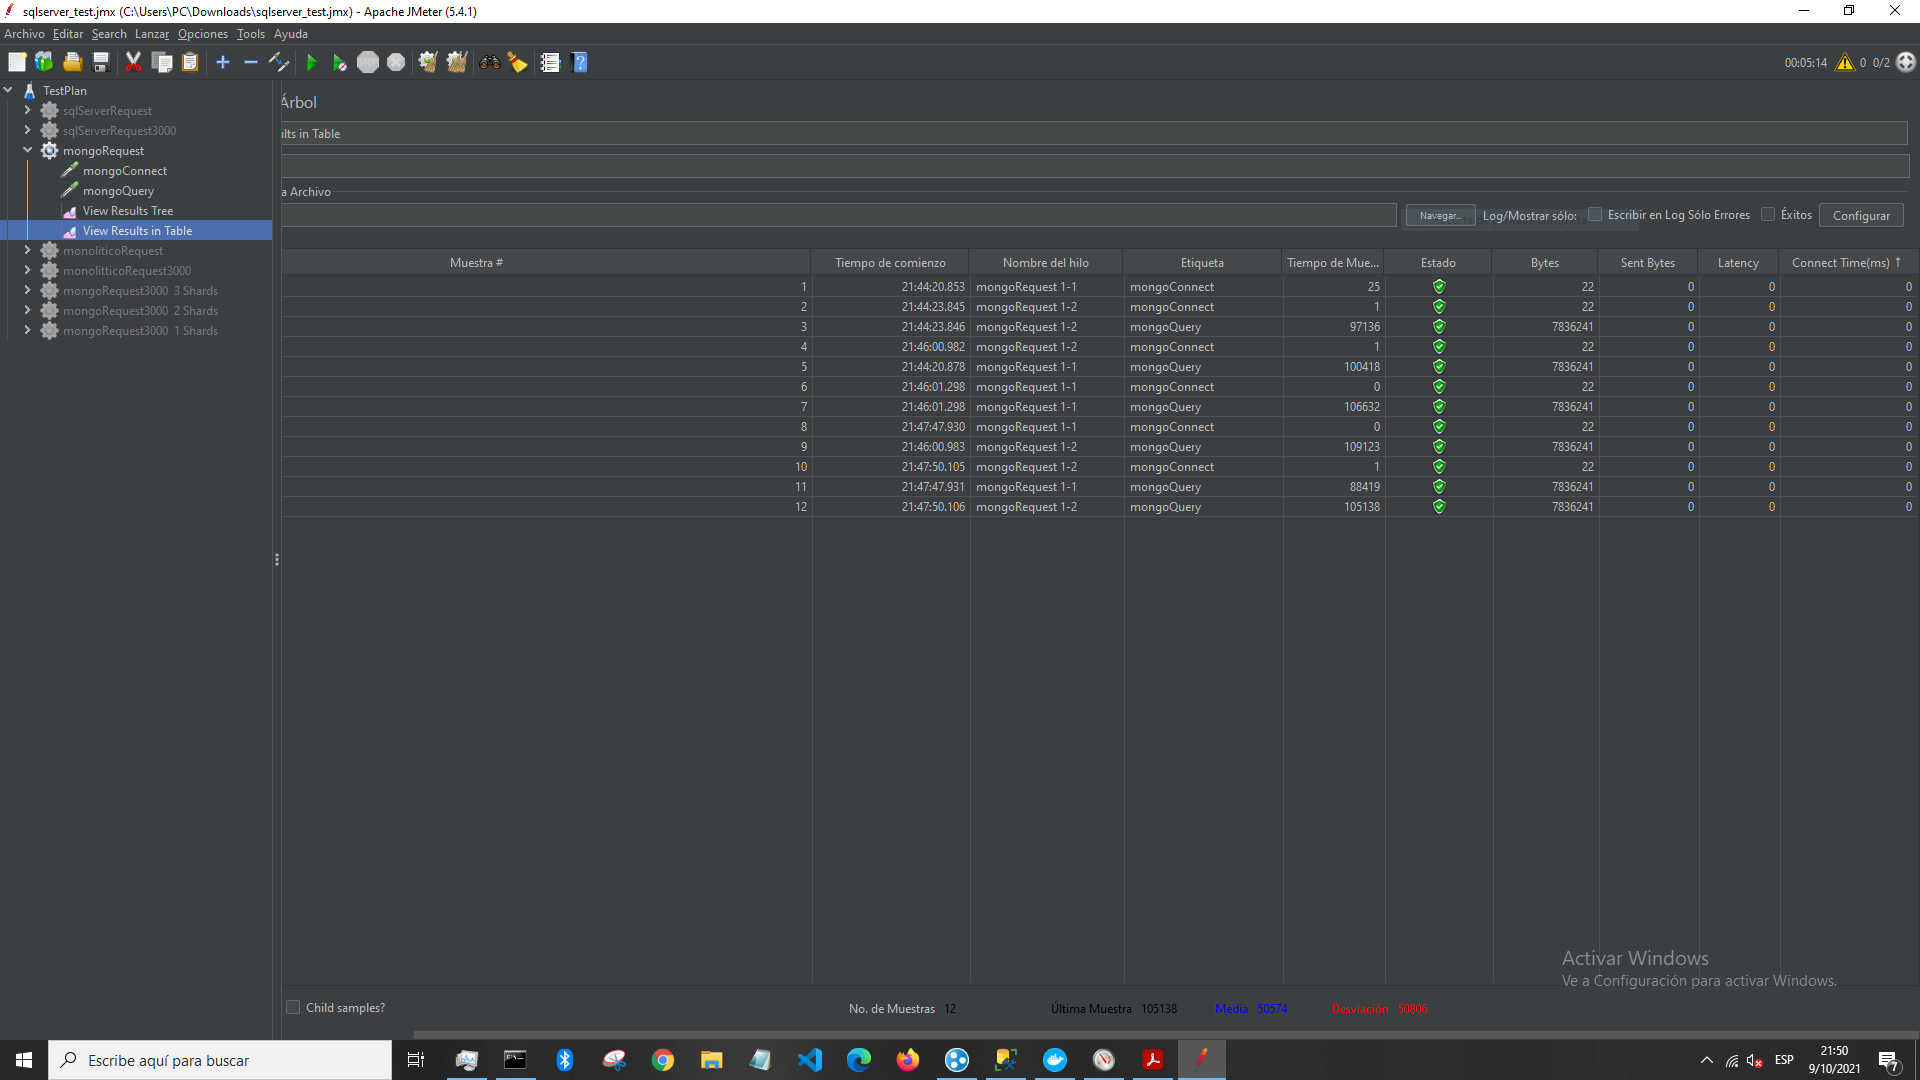 sqlserver_test.jmx (C:\Users\PC\Downloads\sqlserver_test.jmx) - Apache JMeter (5.4.1)
Archivo Editar Search Lanzar Opciones Tools Ayuda
STOP
00:05:14 0 0/2
TestPlan
sqlServerRequest
sqlServerRequest3000
mongoRequest
mongoConnect
mongoQuery
View Results Tree
View Results in Table
monoliticoRequest
monolitticoRequest3000
mongoRequest3000 3 Shards
mongoRequest3000 2 Shards
mongoRequest3000 1 Shards
Árbol
ults in Table
a Archivo
Navegar... Log/Mostrar sólo: Escribir en Log Sólo Errores Éxitos Configurar
Muestra # Tiempo de comienzo Nombre del hilo Etiqueta Tiempo de Mue... Estado Bytes Sent Bytes Latency Connect Time(ms) ↑
1 21:44:20.853 mongoRequest 1-1 mongoConnect 25 22 0 0 0
2 21:44:23.845 mongoRequest 1-2 mongoConnect 1 22 0 0 0
3 21:44:23.846 mongoRequest 1-2 mongoQuery 97136 7836241 0 0 0
4 21:46:00.982 mongoRequest 1-2 mongoConnect 1 22 0 0 0
5 21:44:20.878 mongoRequest 1-1 mongoQuery 100418 7836241 0 0 0
6 21:46:01.298 mongoRequest 1-1 mongoConnect 0 22 0 0 0
7 21:46:01.298 mongoRequest 1-1 mongoQuery 106632 7836241 0 0 0
8 21:47:47.930 mongoRequest 1-1 mongoConnect 0 22 0 0 0
9 21:46:00.983 mongoRequest 1-2 mongoQuery 109123 7836241 0 0 0
10 21:47:50.105 mongoRequest 1-2 mongoConnect 1 22 0 0 0
11 21:47:47.931 mongoRequest 1-1 mongoQuery 88419 7836241 0 0 0
12 21:47:50.106 mongoRequest 1-2 mongoQuery 105138 7836241 0 0 0
Activar Windows
Ve a Configuración para activar Windows.
Child samples? No. de Muestras 12 Última Muestra 105138 Media 50574 Desviación 50806
Escribe aquí para buscar
ESP
21:50
9/10/2021
7